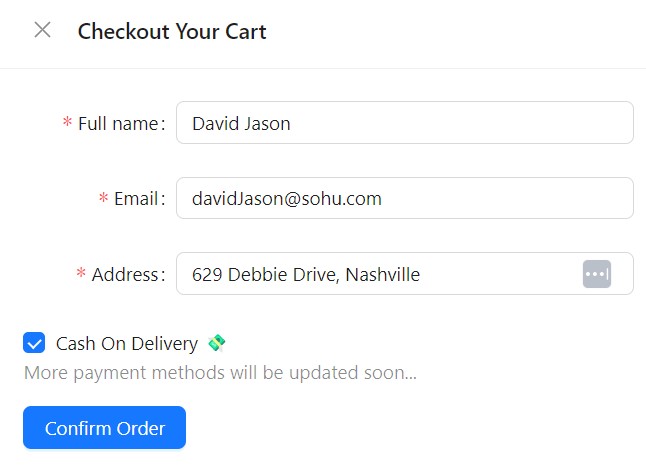 Checkout Your Cart
* Full name: David Jason
* Email: davidJason@sohu.com
* Address: 629 Debbie Drive, Nashville
Cash On Delivery 💸
More payment methods will be updated soon...
Confirm Order